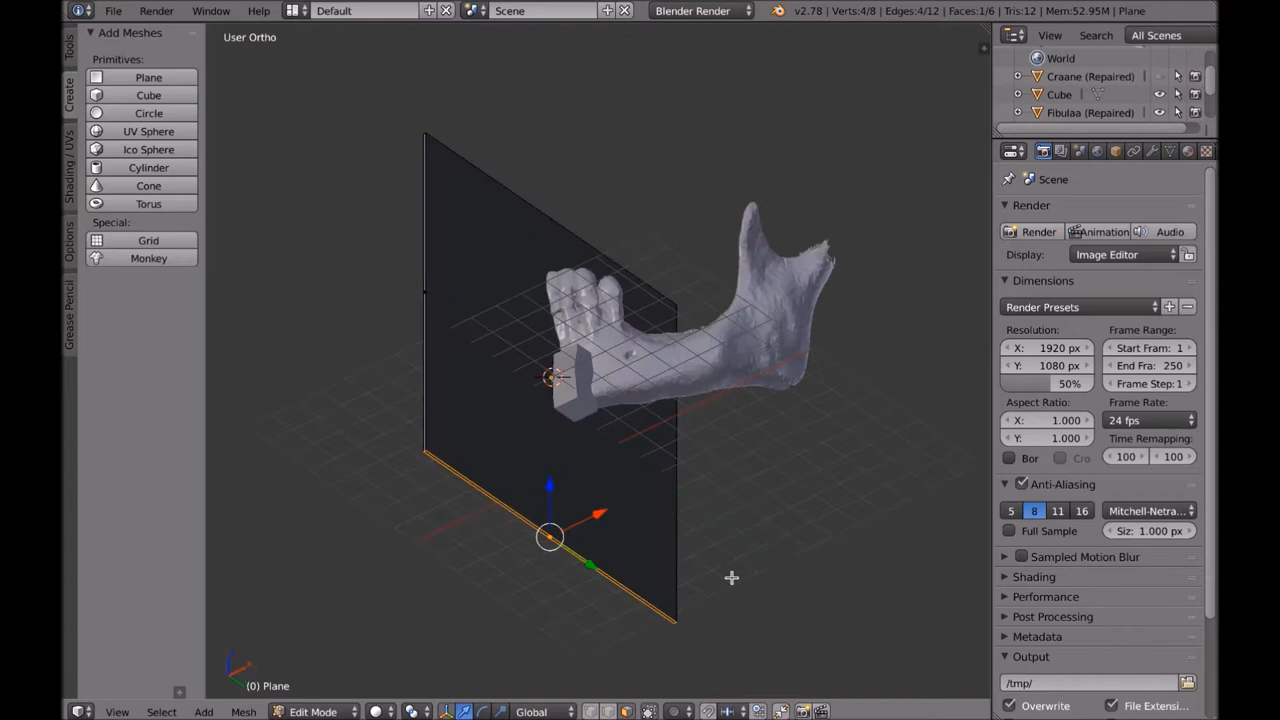 File Render Window Help Default Scene Blender Render v2.78 | Verts:4/8 | Edges:4/12 | Faces:1/6 | Tris:12 | Mem:52.95M | Plane
Add Meshes
Primitives:
Plane
Cube
Circle
UV Sphere
Ico Sphere
Cylinder
Cone
Torus
Special:
Grid
Monkey
Tools
Create
Shading / UVs
Options
Grease Pencil
User Ortho
(0) Plane
View Select Add Mesh Edit Mode Global
View Search All Scenes
World
Craane (Repaired)
Cube
Fibulaa (Repaired)
Scene
Render
Render Animation Audio
Display: Image Editor
Dimensions
Render Presets
Resolution: Frame Range:
X: 1920 px Start Fram: 1
Y: 1080 px End Fra: 250
50% Frame Step:1
Aspect Ratio: Frame Rate:
X: 1.000 24 fps
Y: 1.000 Time Remapping:
Bor Cro 100 100
Anti-Aliasing
5 8 11 16 Mitchell-Netra...
Full Sample Siz: 1.000 px
Sampled Motion Blur
Shading
Performance
Post Processing
Metadata
Output
/tmp/
Overwrite File Extensi...